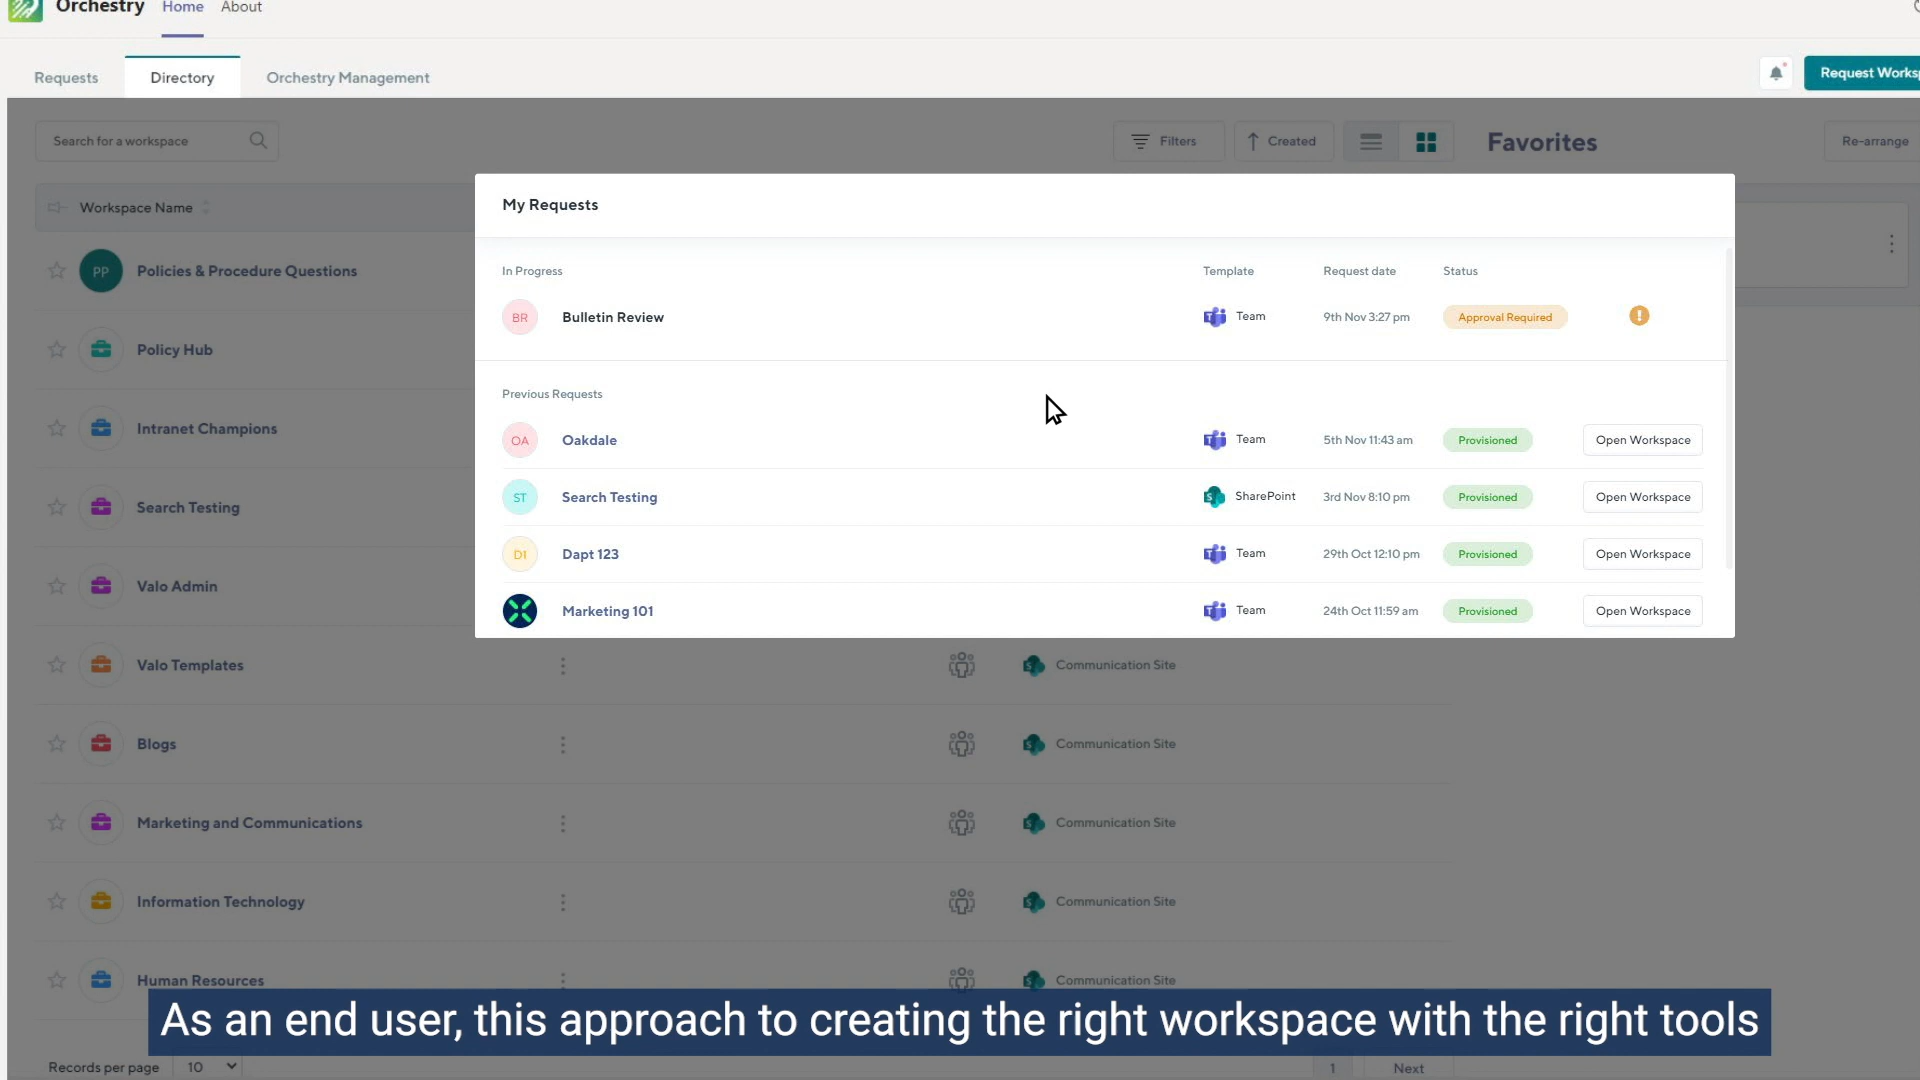 Orchestry Home About
Requests Directory Orchestry Management Request Worksp
Search for a workspace Filters Created Favorites Re-arrange
Workspace Name
My Requests
In Progress Template Request date Status
BR Bulletin Review Team 9th Nov 3:27 pm Approval Required
Previous Requests
OA Oakdale Team 5th Nov 11:43 am Provisioned Open Workspace
ST Search Testing SharePoint 3rd Nov 8:10 pm Provisioned Open Workspace
D1 Dapt 123 Team 29th Oct 12:10 pm Provisioned Open Workspace
Marketing 101 Team 24th Oct 11:59 am Provisioned Open Workspace
PP Policies & Procedure Questions
Policy Hub
Intranet Champions
Search Testing
Valo Admin
Valo Templates Communication Site
Blogs Communication Site
Marketing and Communications Communication Site
Information Technology Communication Site
Human Resources Communication Site
As an end user, this approach to creating the right workspace with the right tools
Records per page 10 1 Next